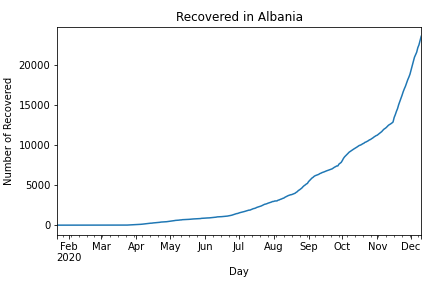 Recovered in Albania
Number of Recovered
20000
15000
10000
5000
0
Feb Mar Apr May Jun Jul Aug Sep Oct Nov Dec
2020
Day